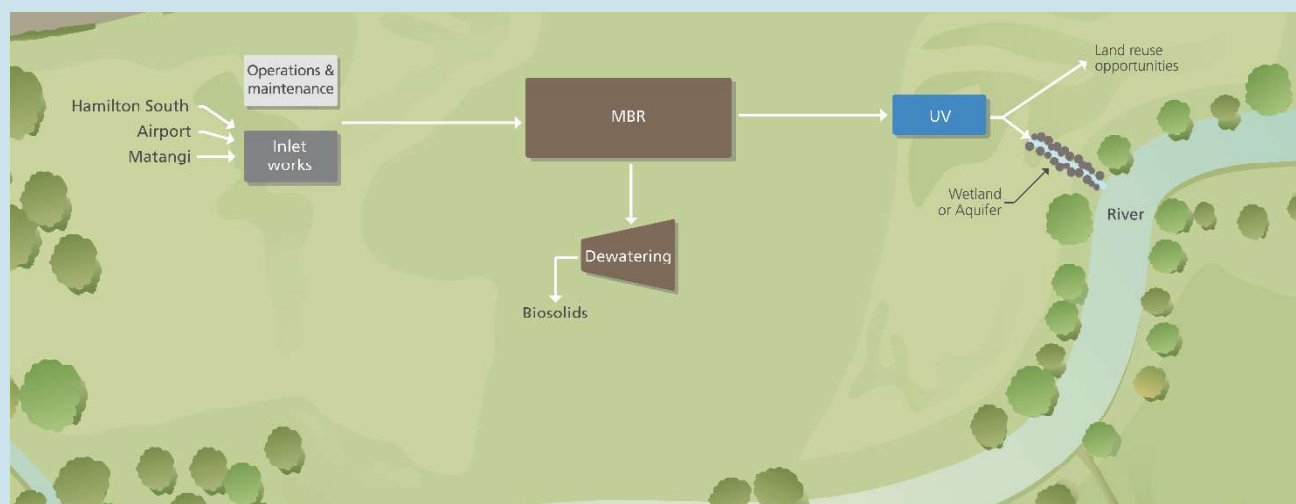 Operations &
maintenance
Hamilton South
Airport
Matangi
Inlet
works
MBR
UV
Land reuse
opportunities
Wetland
or Aquifer
River
Dewatering
Biosolids